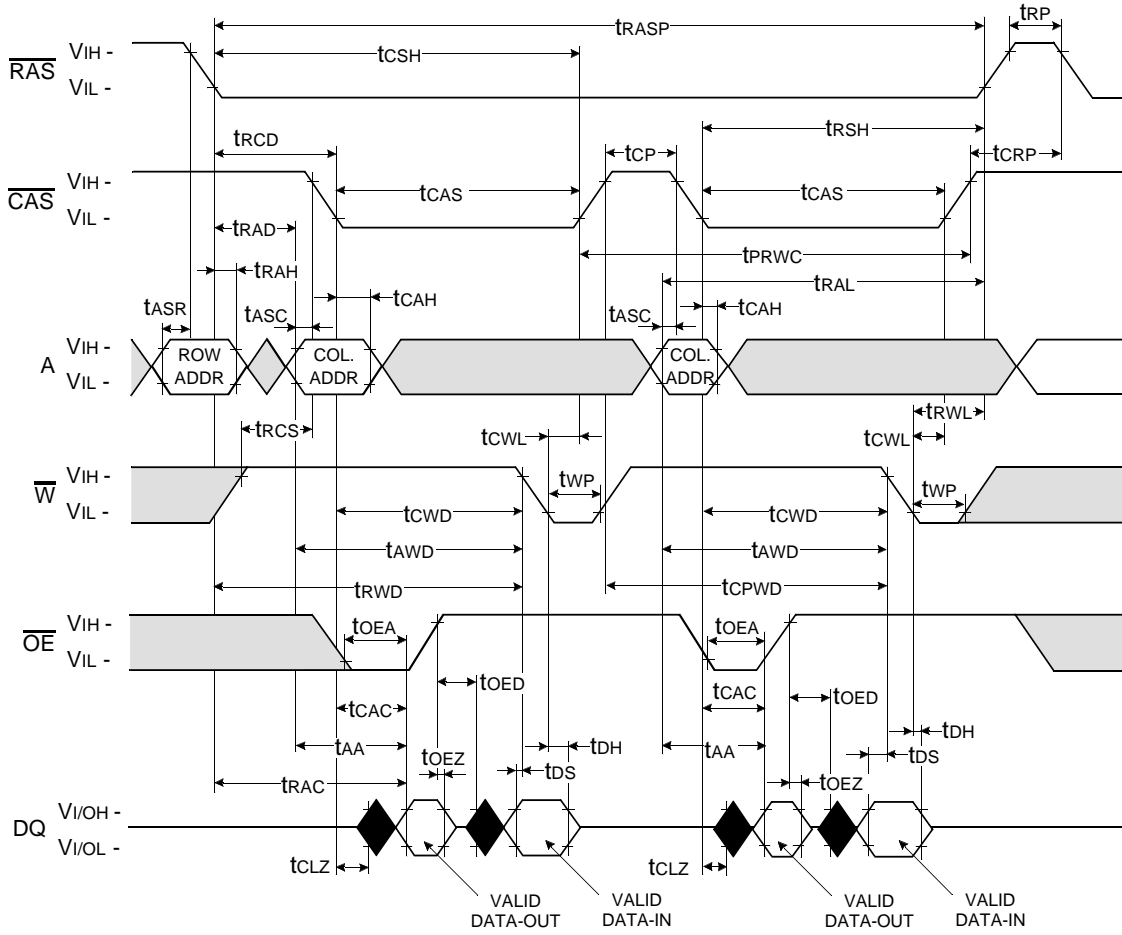 tRP
tRASP
RAS
VIH -
VIL -
tCSH
tRSH
tRCD
tCP
tCRP
CAS
VIH -
VIL -
tCAS
tCAS
tRAD
tPRWC
tRAH
tRAL
tASR
tASC
tCAH
tASC
tCAH
A
VIH -
VIL -
ROW
ADDR
COL.
ADDR
COL.
ADDR
tRWL
tRCS
tCWL
tCWL
W
VIH -
VIL -
tWP
tWP
tCWD
tCWD
tAWD
tAWD
tRWD
tCPWD
OE
VIH -
VIL -
tOEA
tOEA
tOED
tOED
tCAC
tCAC
tAA
tDH
tAA
tDH
tOEZ
tDS
tOEZ
tDS
tRAC
DQ
VI/OH -
VI/OL -
tCLZ
tCLZ
VALID
DATA-OUT
VALID
DATA-IN
VALID
DATA-OUT
VALID
DATA-IN